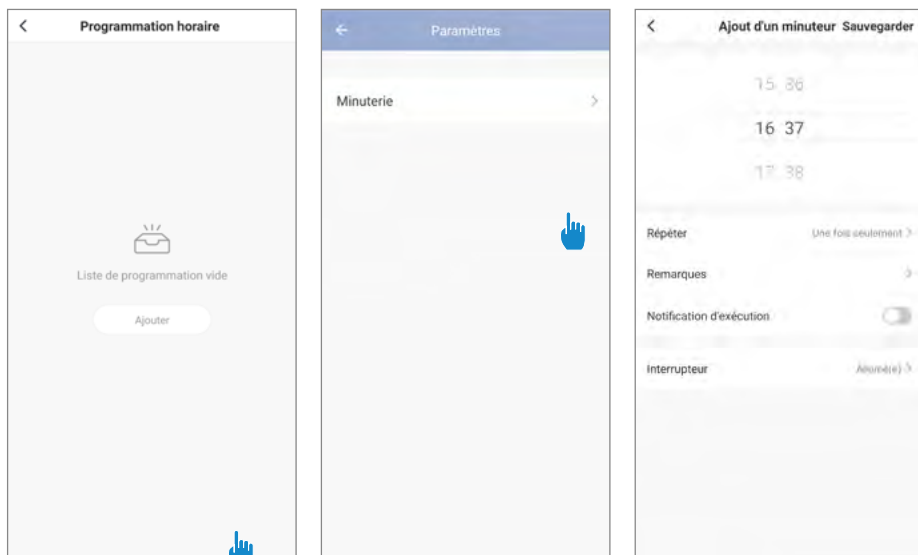 Programmation horaire
Liste de programmation vide
Ajouter
Paramètres
Minuterie
Ajout d'un minuteur Sauvegarder
15 36
16 37
17 38
Répéter Une fois seulement
Remarques
Notification d'exécution
Interrupteur Allumé(e)